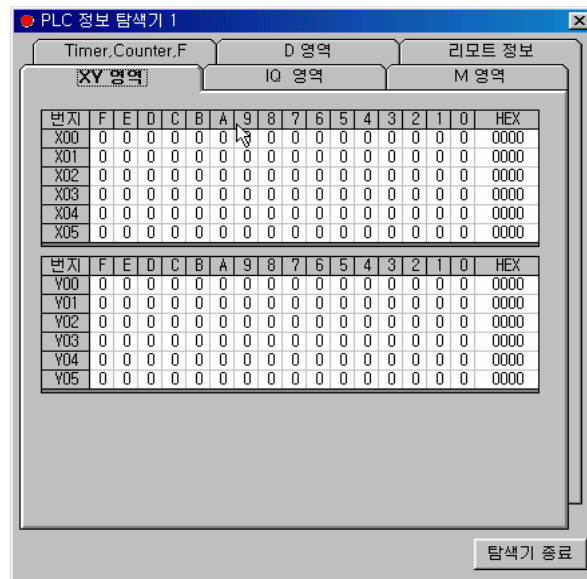 PLC 정보 탐색기 1
Timer,Counter,F D 영역 리모트 정보
XY 영역 IQ 영역 M 영역
번지 F E D C B A 9 8 7 6 5 4 3 2 1 0 HEX
X00 0 0 0 0 0 0 0 0 0 0 0 0 0 0 0 0 0000
X01 0 0 0 0 0 0 0 0 0 0 0 0 0 0 0 0 0000
X02 0 0 0 0 0 0 0 0 0 0 0 0 0 0 0 0 0000
X03 0 0 0 0 0 0 0 0 0 0 0 0 0 0 0 0 0000
X04 0 0 0 0 0 0 0 0 0 0 0 0 0 0 0 0 0000
X05 0 0 0 0 0 0 0 0 0 0 0 0 0 0 0 0 0000
번지 F E D C B A 9 8 7 6 5 4 3 2 1 0 HEX
Y00 0 0 0 0 0 0 0 0 0 0 0 0 0 0 0 0 0000
Y01 0 0 0 0 0 0 0 0 0 0 0 0 0 0 0 0 0000
Y02 0 0 0 0 0 0 0 0 0 0 0 0 0 0 0 0 0000
Y03 0 0 0 0 0 0 0 0 0 0 0 0 0 0 0 0 0000
Y04 0 0 0 0 0 0 0 0 0 0 0 0 0 0 0 0 0000
Y05 0 0 0 0 0 0 0 0 0 0 0 0 0 0 0 0 0000
탐색기 종료